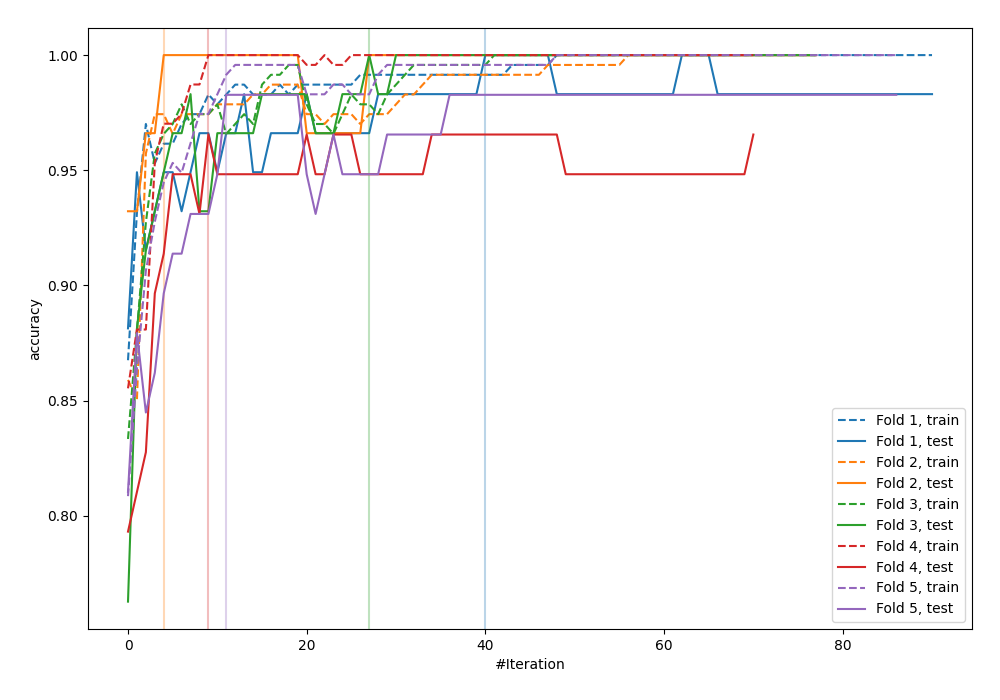 1.00
0.95
0.90
0.85
0.80
accuracy
0
20
40
60
80
#Iteration
Fold 1, train
Fold 1, test
Fold 2, train
Fold 2, test
Fold 3, train
Fold 3, test
Fold 4, train
Fold 4, test
Fold 5, train
Fold 5, test